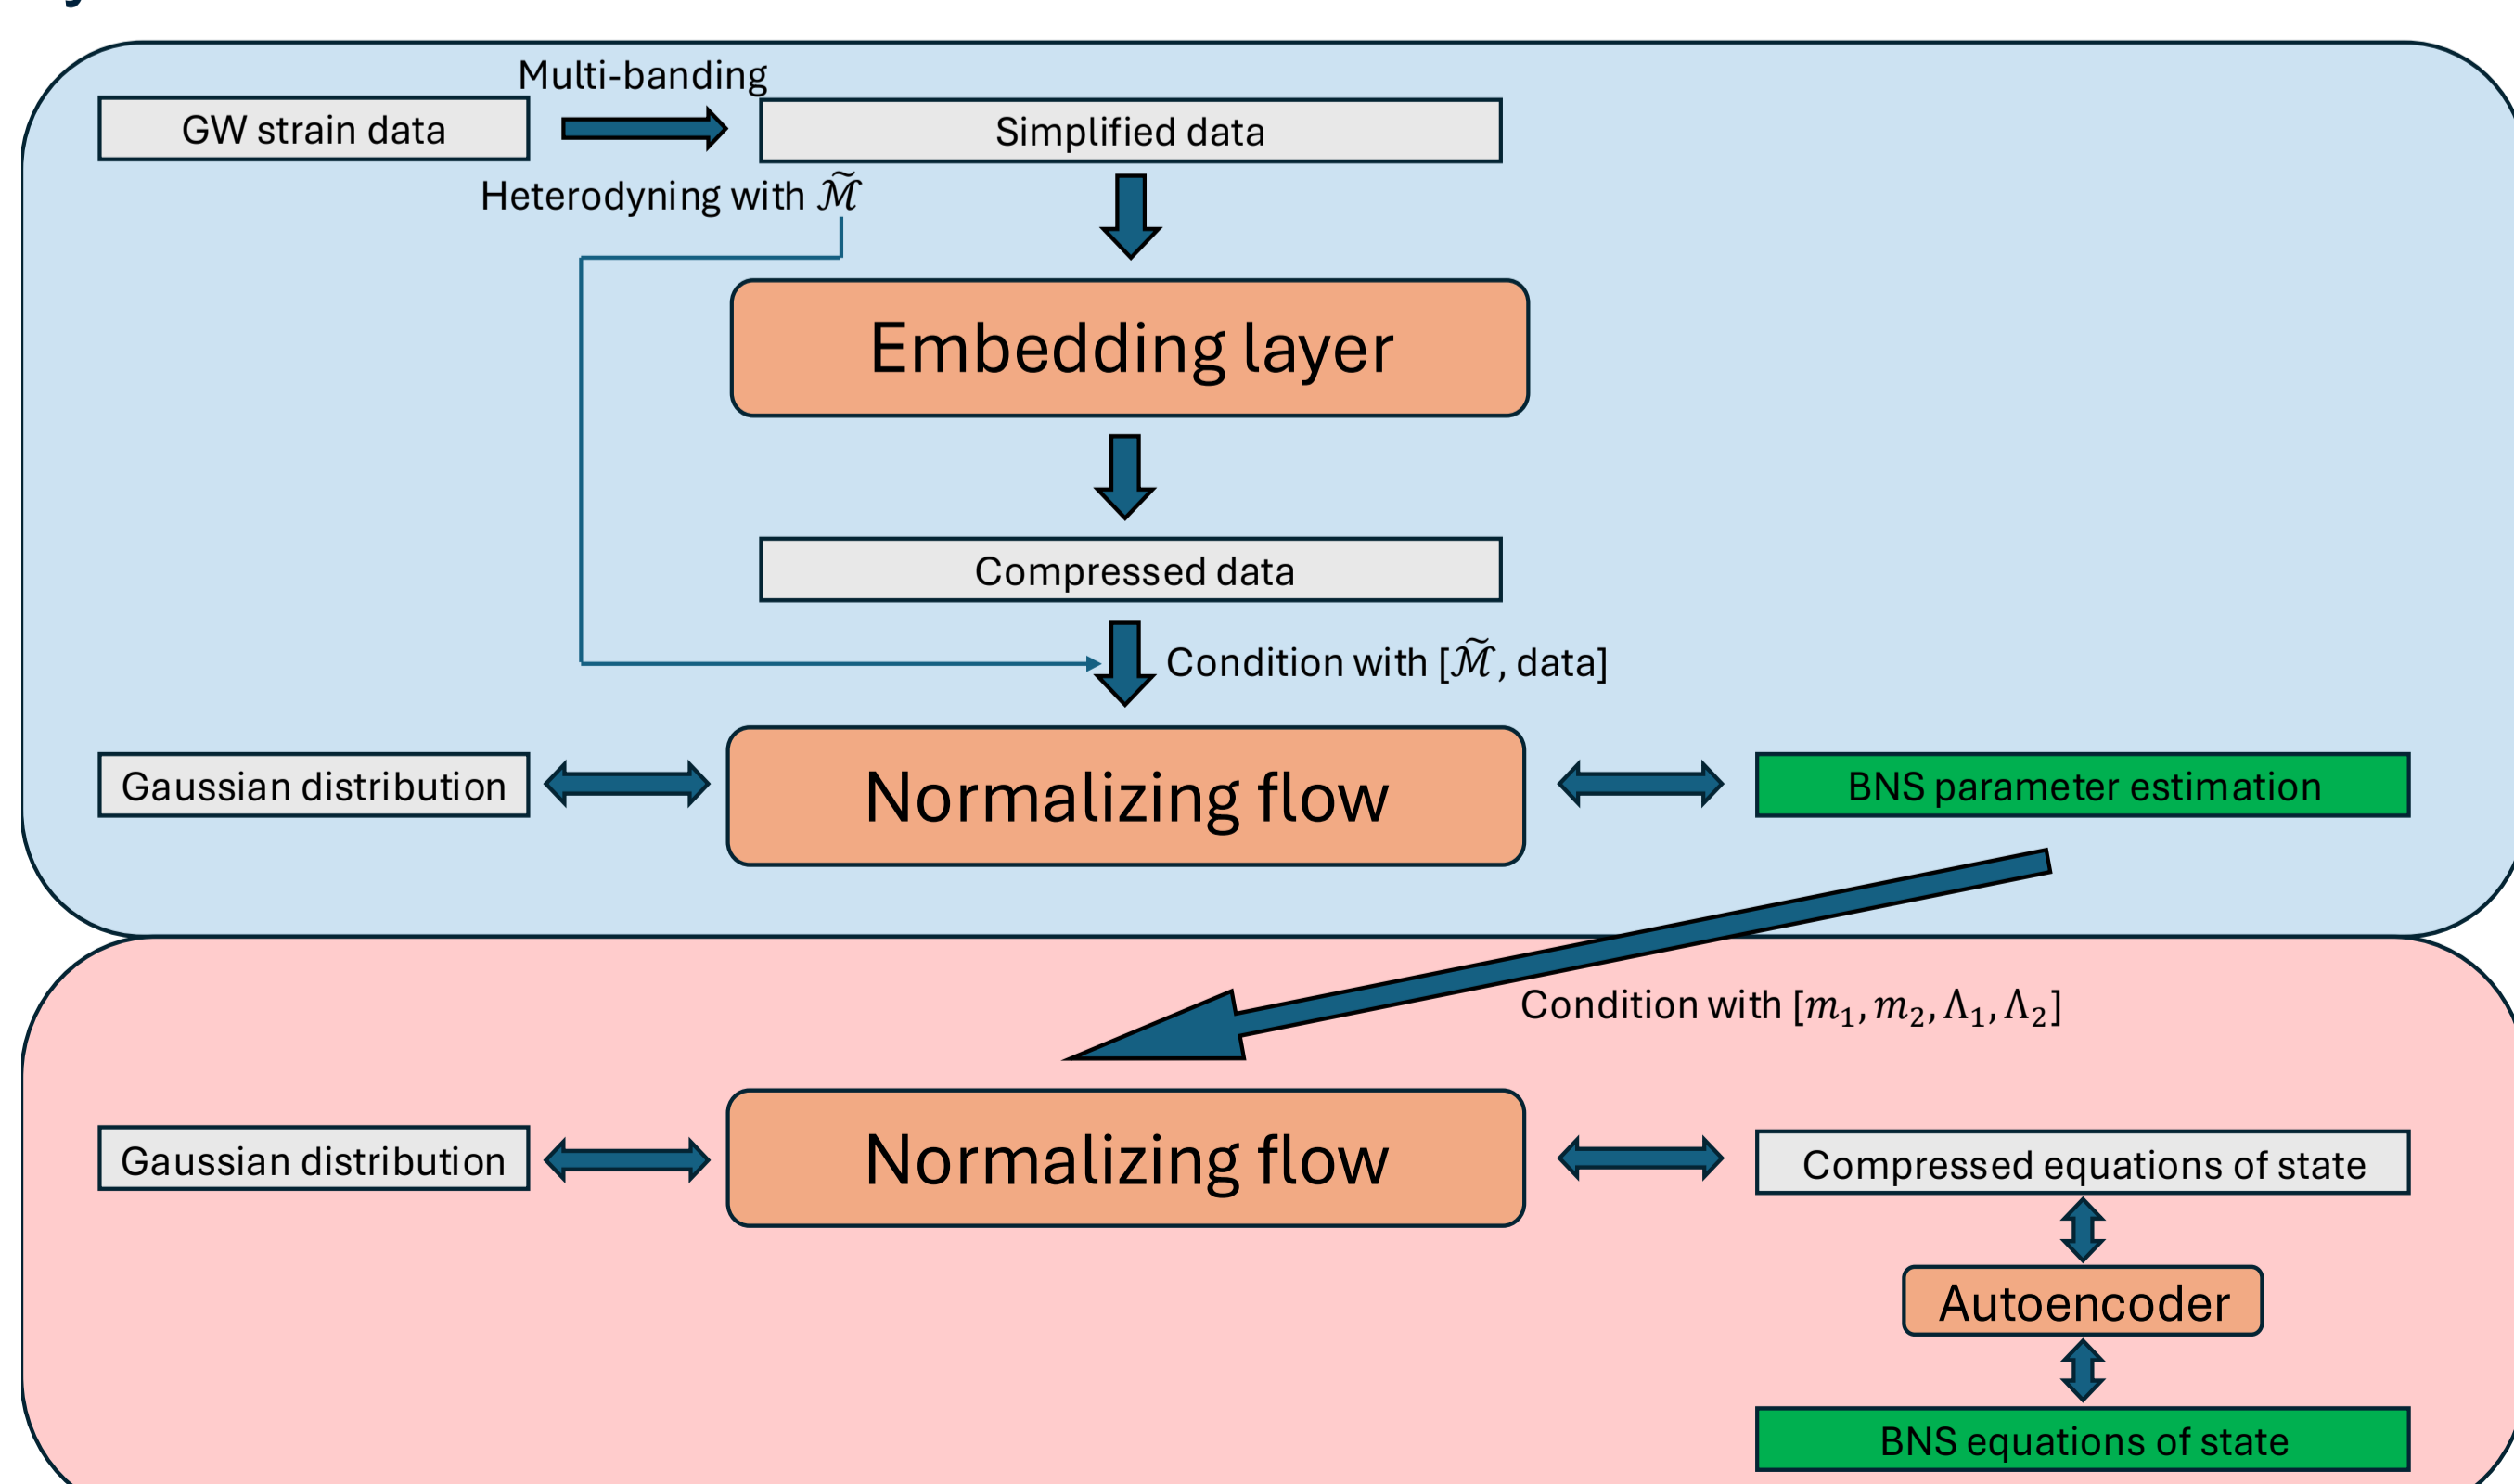 Multi-banding
GW strain data
Simplified data
Heterodyning with ℳ̃
Embedding layer
Compressed data
Condition with [ℳ̃, data]
Gaussian distribution
Normalizing flow
BNS parameter estimation
Condition with [m₁, m₂, Λ₁, Λ₂]
Gaussian distribution
Normalizing flow
Compressed equations of state
Autoencoder
BNS equations of state